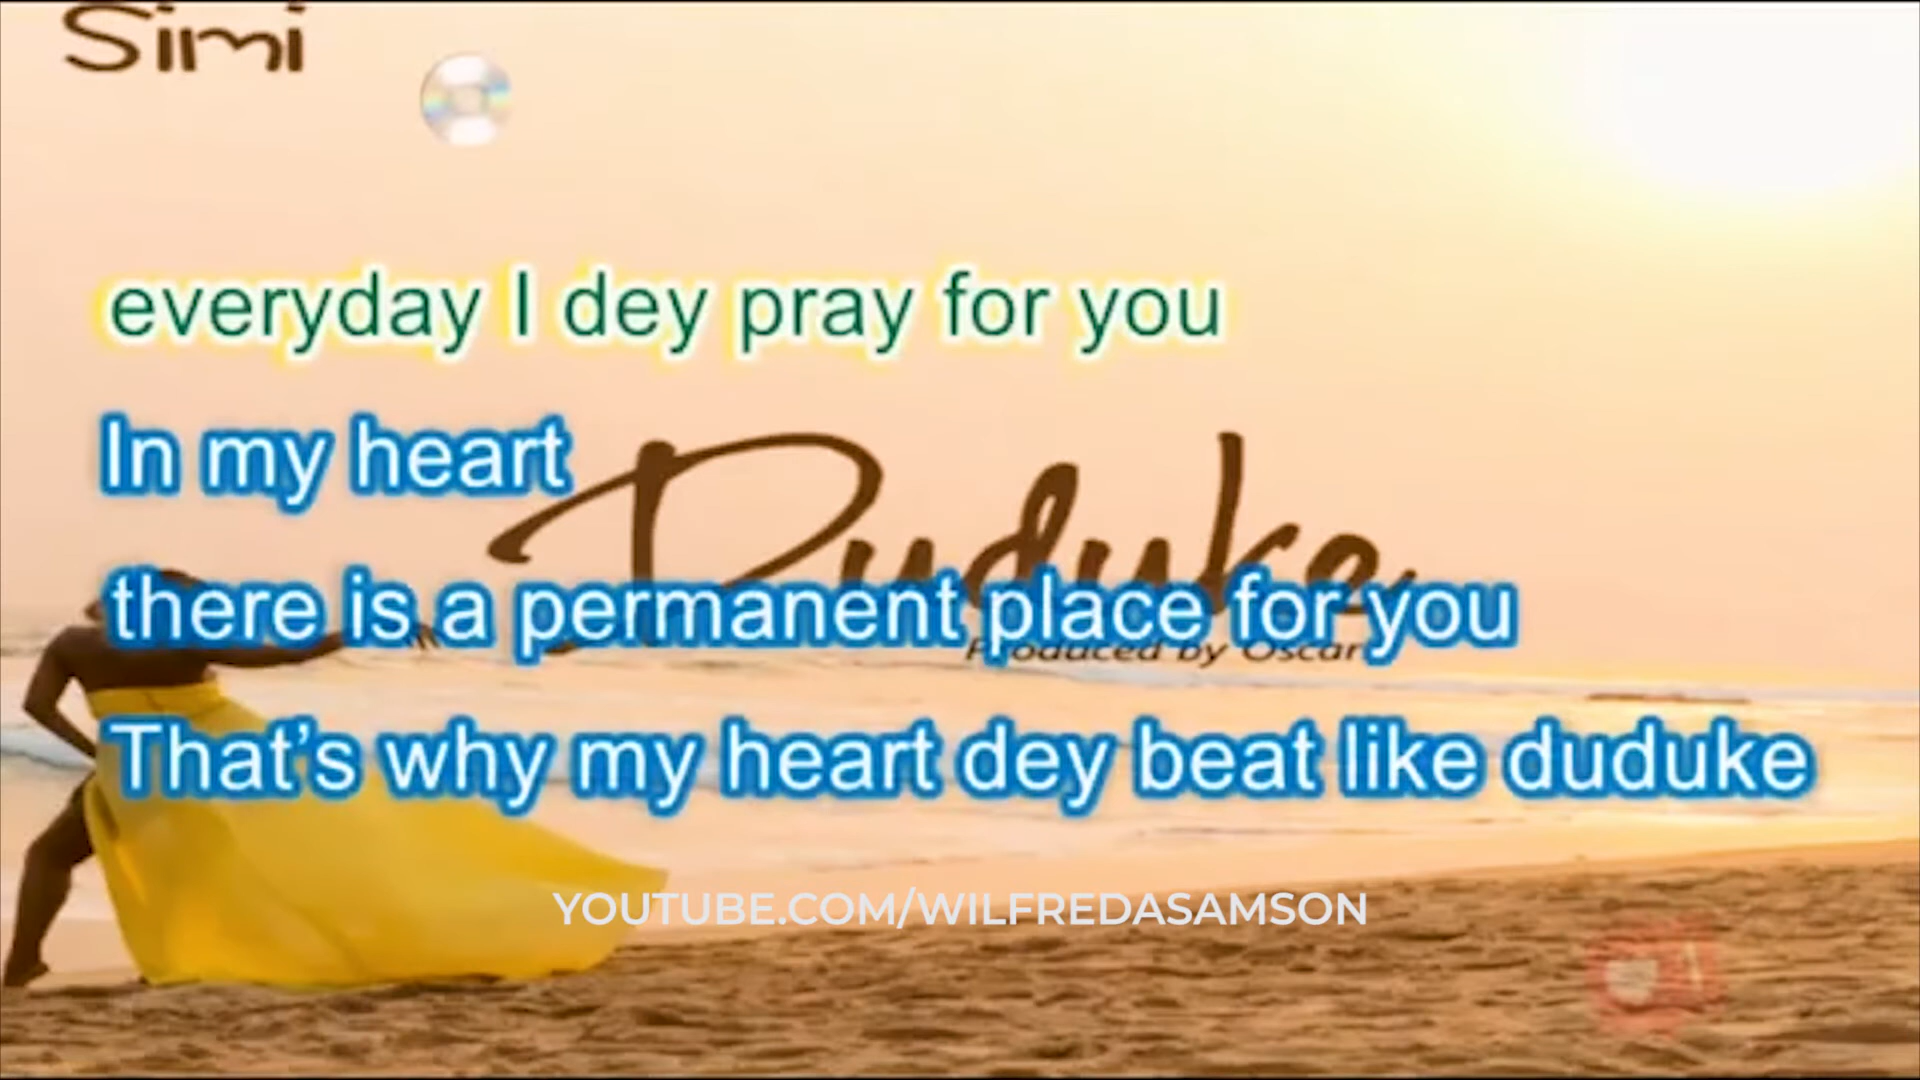 Simi
everyday I dey pray for you
In my heart
Duduke
there is a permanent place for you
Produced by Oscar
That's why my heart dey beat like duduke
YOUTUBE.COM/WILFREDASAMSON